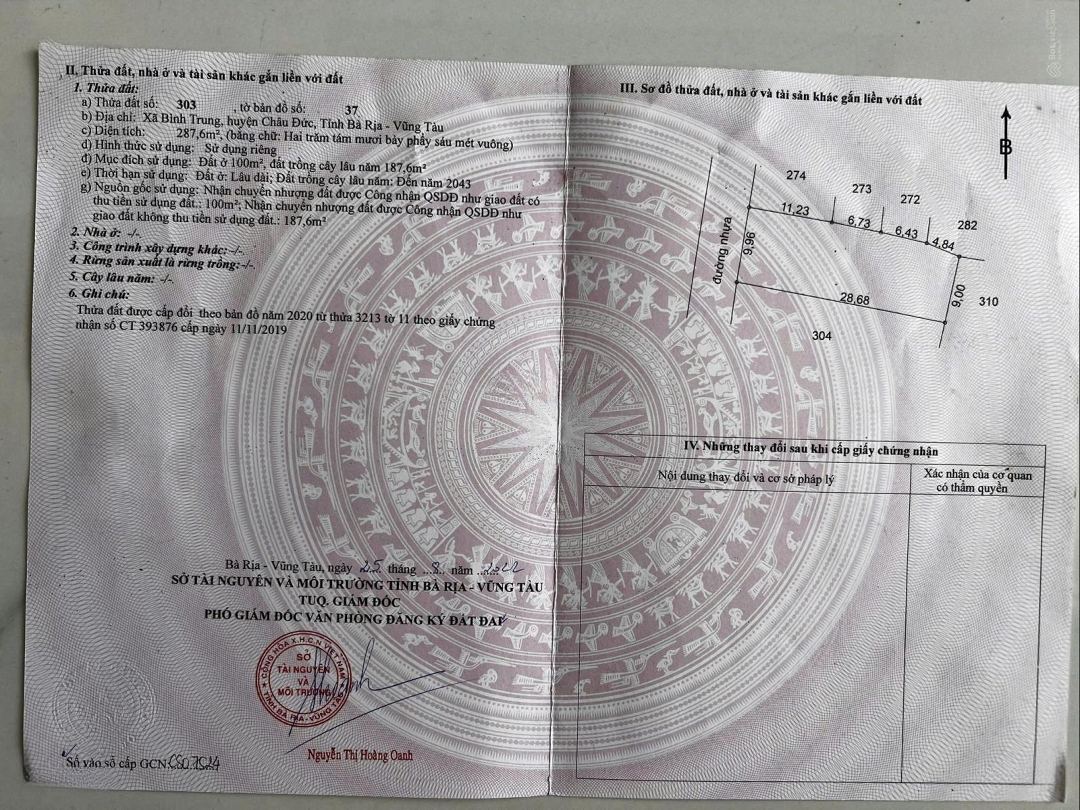 II. Thửa đất, nhà ở và tài sản khác gắn liền với đất
1. Thửa đất:
a) Thửa đất số: 303 , tờ bản đồ số: 37
b) Địa chỉ: Xã Bình Trung, huyện Châu Đức, Tỉnh Bà Rịa - Vũng Tàu
c) Diện tích: 287,6m², (bằng chữ: Hai trăm tám mươi bảy phẩy sáu mét vuông)
d) Hình thức sử dụng: Sử dụng riêng
đ) Mục đích sử dụng: Đất ở 100m², đất trồng cây lâu năm 187,6m²
e) Thời hạn sử dụng: Đất ở: Lâu dài; Đất trồng cây lâu năm: Đến năm 2043
g) Nguồn gốc sử dụng: Nhận chuyển nhượng đất được Công nhận QSDĐ như giao đất có
thu tiền sử dụng đất.: 100m²; Nhận chuyển nhượng đất được Công nhận QSDĐ như
giao đất không thu tiền sử dụng đất.: 187,6m²
2. Nhà ở: -/-.
3. Công trình xây dựng khác:-/-.
4. Rừng sản xuất là rừng trồng:-/-.
5. Cây lâu năm: -/-.
6. Ghi chú:
Thửa đất được cấp đổi theo bản đồ năm 2020 từ thửa 3213 tờ 11 theo giấy chứng
nhận số CT 393876 cấp ngày 11/11/2019
Bà Rịa - Vũng Tàu, ngày 25 tháng 8 năm 2022
SỞ TÀI NGUYÊN VÀ MÔI TRƯỜNG TỈNH BÀ RỊA - VŨNG TÀU
TUQ. GIÁM ĐỐC
PHÓ GIÁM ĐỐC VĂN PHÒNG ĐĂNG KÝ ĐẤT ĐAI
CỘNG HÒA X.H.C.N VIỆT NAM
SỞ
TÀI NGUYÊN
VÀ
MÔI TRƯỜNG
TỈNH BÀ RỊA - VŨNG TÀU
Nguyễn Thị Hoàng Oanh
Số vào sổ cấp GCN:
III. Sơ đồ thửa đất, nhà ở và tài sản khác gắn liền với đất
B
274
273
272
282
11,23
6,73
6,43
4,84
đường nhựa
9,96
9,00
310
28,68
304
IV. Những thay đổi sau khi cấp giấy chứng nhận
Nội dung thay đổi và cơ sở pháp lý
Xác nhận của cơ quan
có thẩm quyền